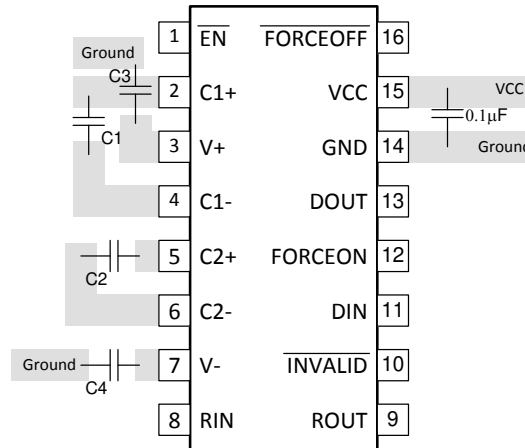 1 EN FORCEOFF 16
Ground
C3
2 C1+ VCC 15 VCC
C1 0.1μF
3 V+ GND 14 Ground
4 C1- DOUT 13
5 C2+ FORCEON 12
C2
6 C2- DIN 11
7 V- INVALID 10
Ground
C4
8 RIN ROUT 9